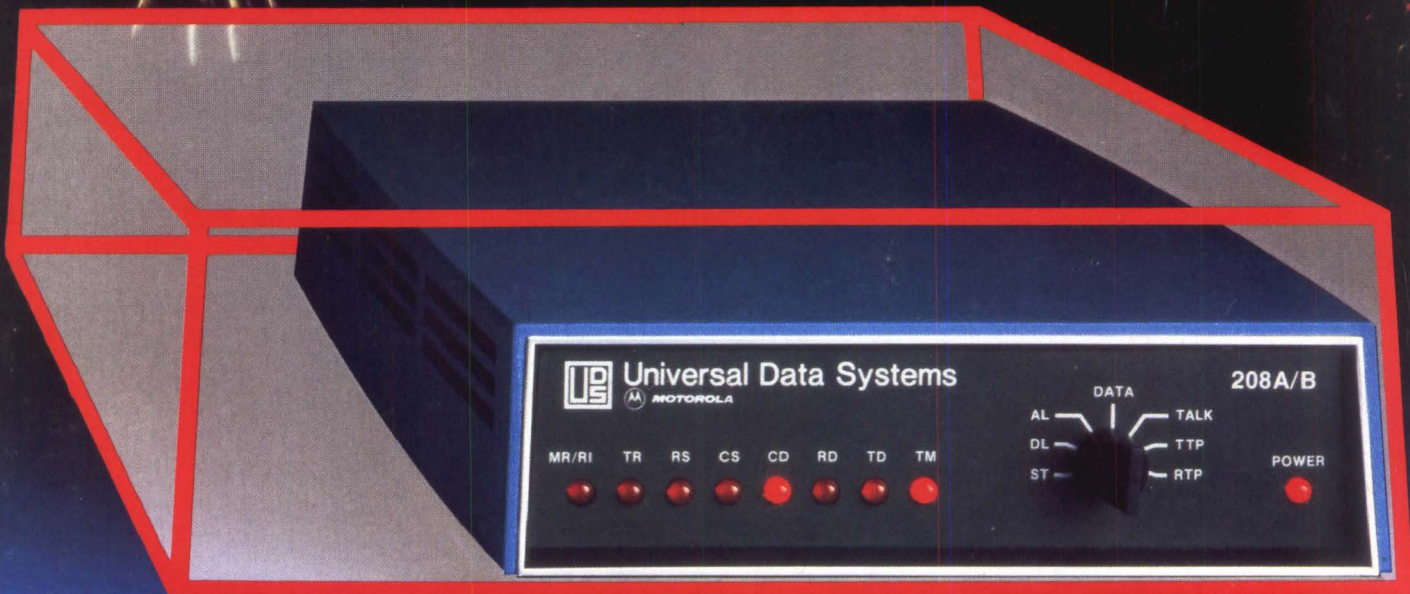 UDS Universal Data Systems
MOTOROLA
208A/B
MR/RI TR RS CS CD RD TD TM
DATA
AL TALK
DL TTP
ST RTP
POWER